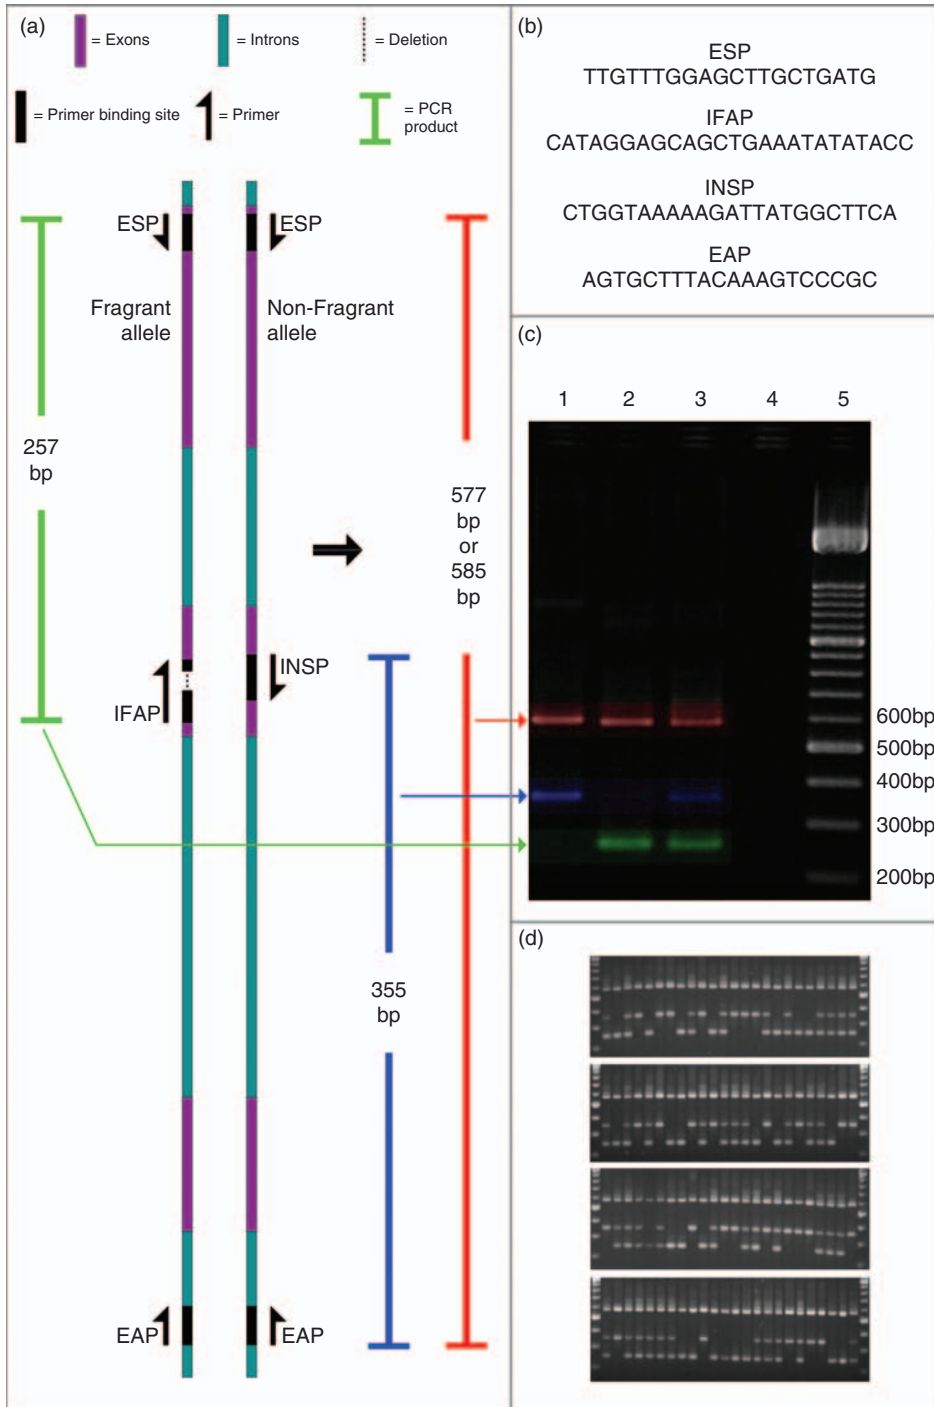 (a)
= Exons
= Introns
= Deletion
= Primer binding site
= Primer
= PCR
product
ESP
ESP
Fragrant
allele
Non-Fragrant
allele
257
bp
577
bp
or
585
bp
INSP
IFAP
355
bp
EAP
EAP
(b)
ESP
TTGTTTGGAGCTTGCTGATG
IFAP
CATAGGAGCAGCTGAAATATATACC
INSP
CTGGTAAAAAGATTATGGCTTCA
EAP
AGTGCTTTACAAAGTCCCGC
(c)
1 2 3 4 5
600bp
500bp
400bp
300bp
200bp
(d)